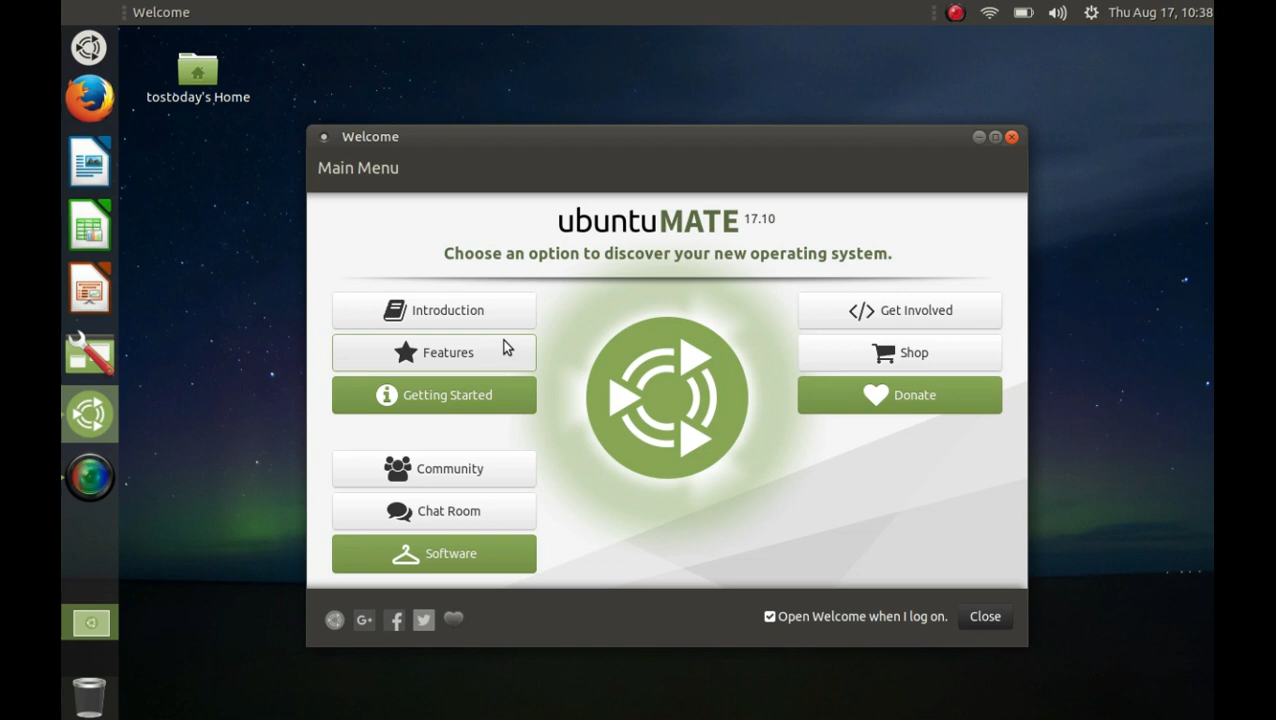 Welcome
Thu Aug 17, 10:38
tostoday's Home
Welcome
Main Menu
ubuntuMATE 17.10
Choose an option to discover your new operating system.
Introduction
Features
Getting Started
Community
Chat Room
Software
Get Involved
Shop
Donate
G+
Open Welcome when I log on.
Close